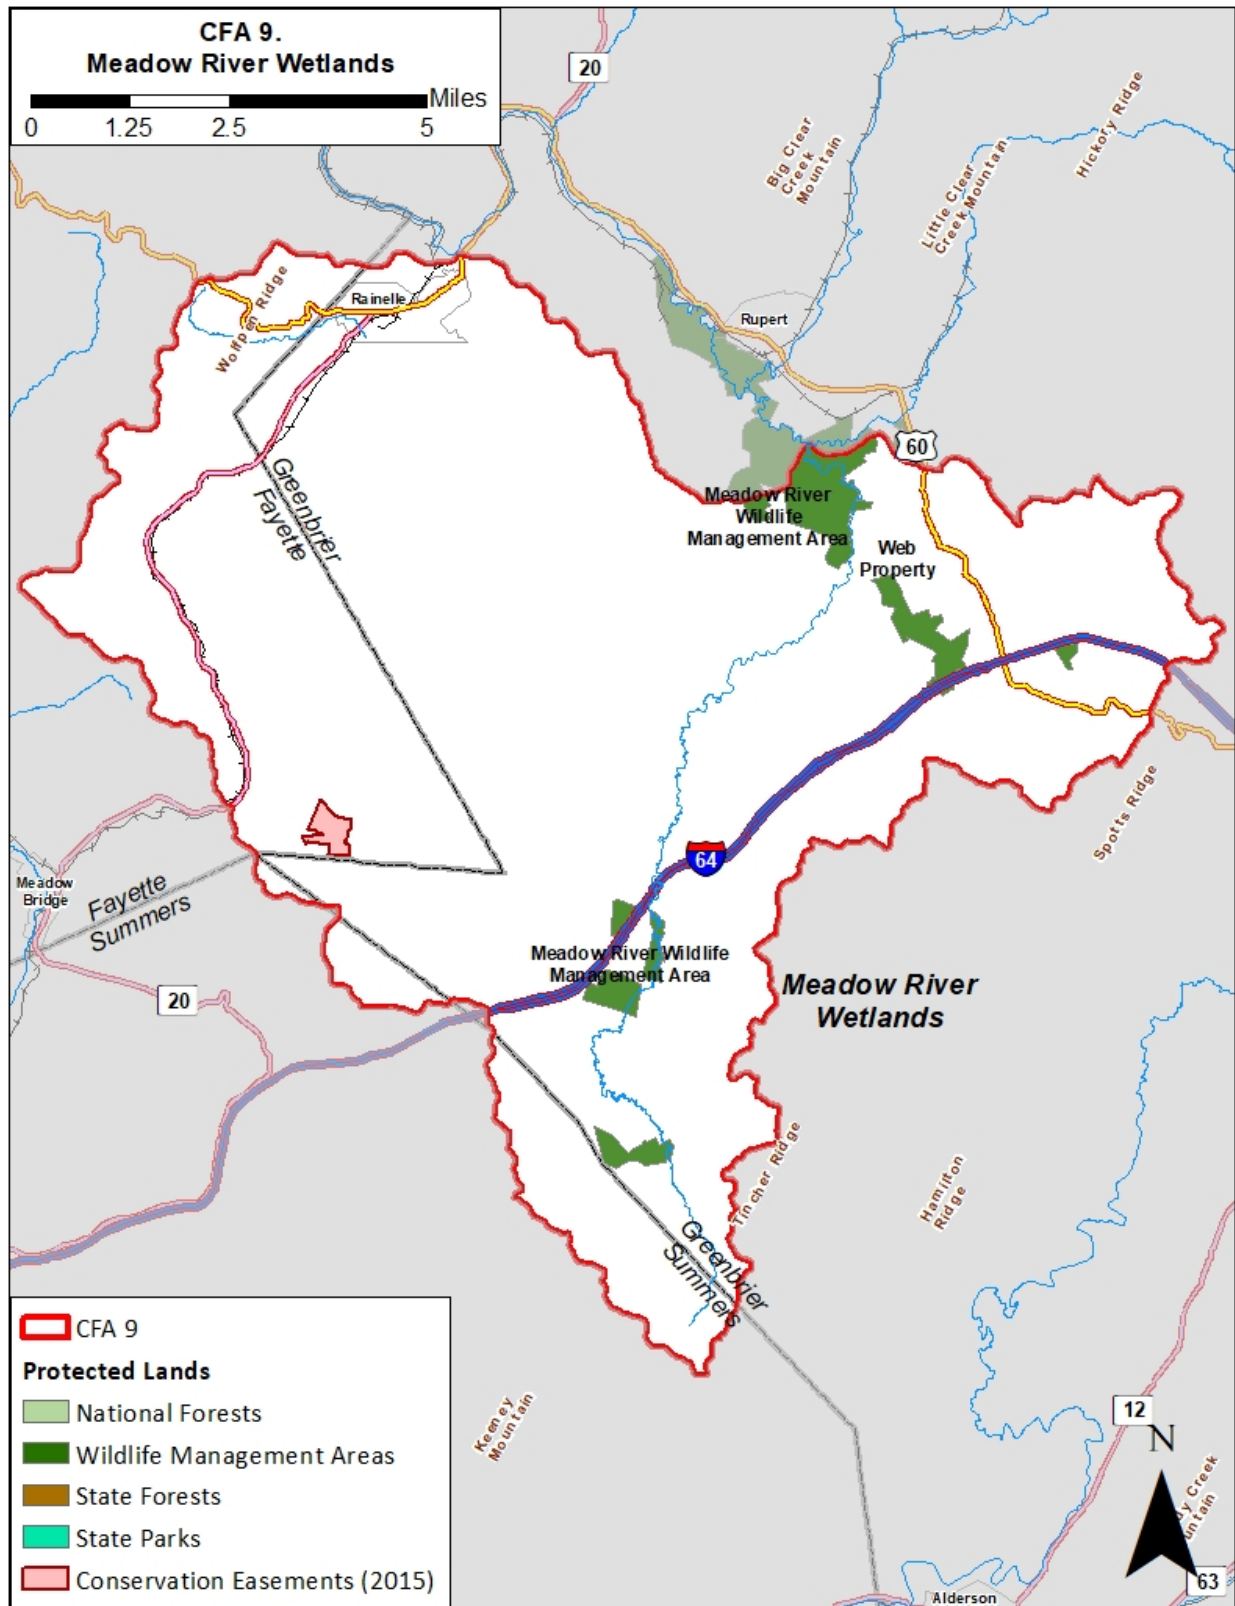 CFA 9.
Meadow River Wetlands
Miles
0 1.25 2.5 5
20
Big Clear
Creek
Mountain
Little Clear
Creek Mountain
Hickory Ridge
Wolfpen Ridge
Rainelle
Rupert
60
Greenbrier
Fayette
Meadow River
Wildlife
Management Area
Web
Property
64
Spotts Ridge
Meadow
Bridge
Fayette
Summers
20
Meadow River Wildlife
Management Area
Meadow River
Wetlands
Tincher Ridge
Hamilton
Ridge
Greenbrier
Summers
Keeney
Mountain
12
N
Creek
63
Alderson
CFA 9
Protected Lands
National Forests
Wildlife Management Areas
State Forests
State Parks
Conservation Easements (2015)